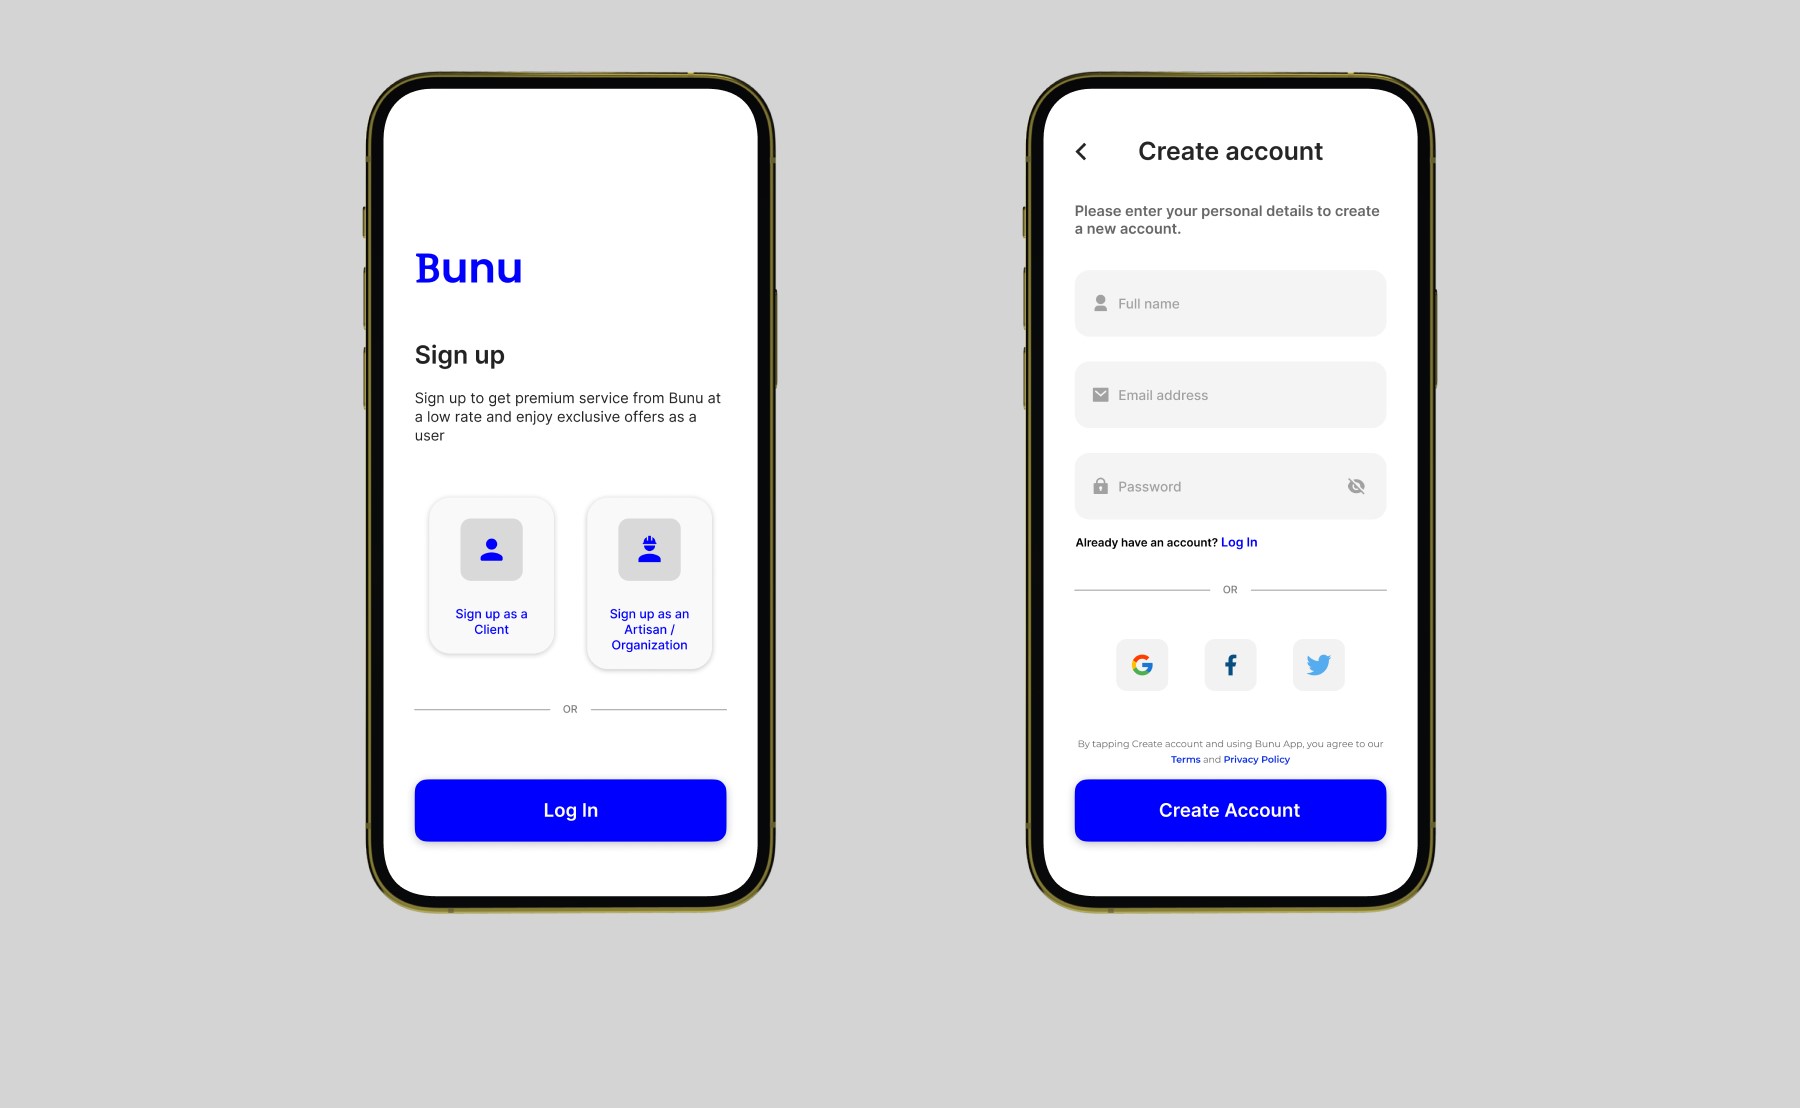 Bunu
Sign up
Sign up to get premium service from Bunu at
a low rate and enjoy exclusive offers as a
user
Sign up as a
Client
Sign up as an
Artisan /
Organization
OR
Log In
Create account
Please enter your personal details to create
a new account.
Full name
Email address
Password
Already have an account? Log In
OR
By tapping Create account and using Bunu App, you agree to our
Terms and Privacy Policy
Create Account